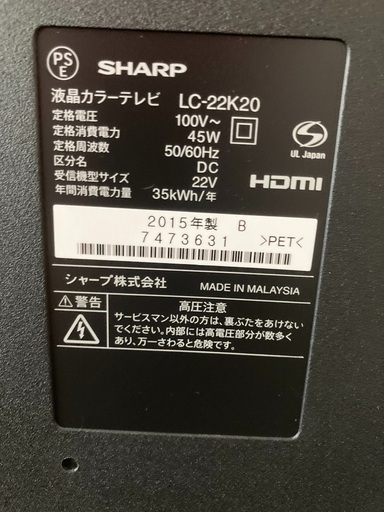 PS E SHARP
液晶カラーテレビ LC-22K20
定格電圧 100V~
定格消費電力 45W
定格周波数 50/60Hz
区分名 DC
受信機型サイズ 22V
年間消費電力量 35kWh/年
UL Japan
HDMI
2015年製 B
7473631 >PET<
シャープ株式会社 MADE IN MALAYSIA
警告 高圧注意
サービスマン以外の方は、裏ぶたをあけない
でください。内部には高電圧部分が数多く
あり、万一さわると危険です。